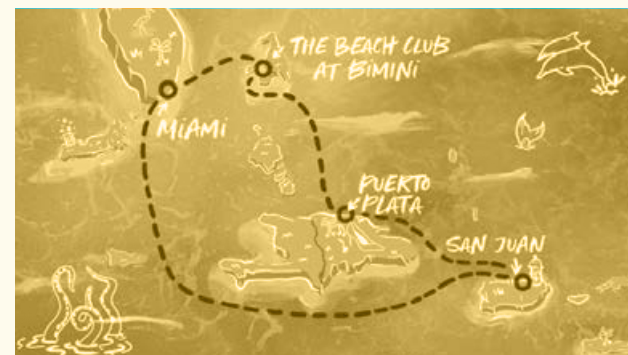 THE BEACH CLUB
AT BIMINI
MIAMI
PUERTO
PLATA
SAN JUAN